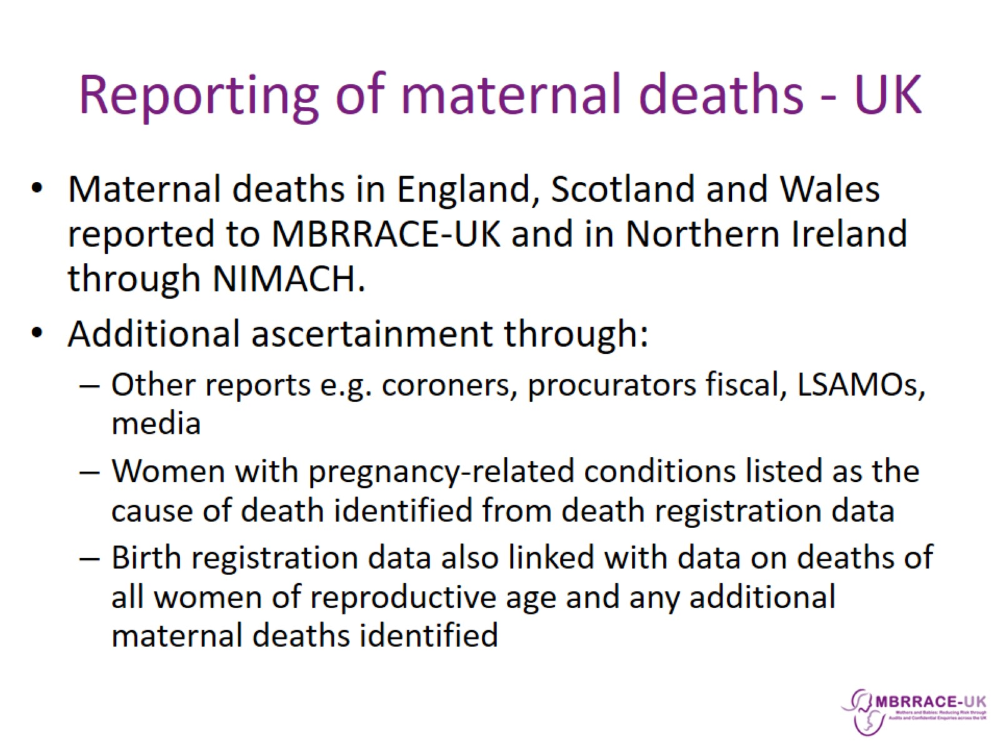 Reporting of maternal deaths - UK
• Maternal deaths in England, Scotland and Wales
reported to MBRRACE-UK and in Northern Ireland
through NIMACH.
• Additional ascertainment through:
– Other reports e.g. coroners, procurators fiscal, LSAMOs,
media
– Women with pregnancy-related conditions listed as the
cause of death identified from death registration data
– Birth registration data also linked with data on deaths of
all women of reproductive age and any additional
maternal deaths identified
MBRRACE-UK
Mothers and Babies: Reducing Risk through
Audits and Confidential Enquiries across the UK